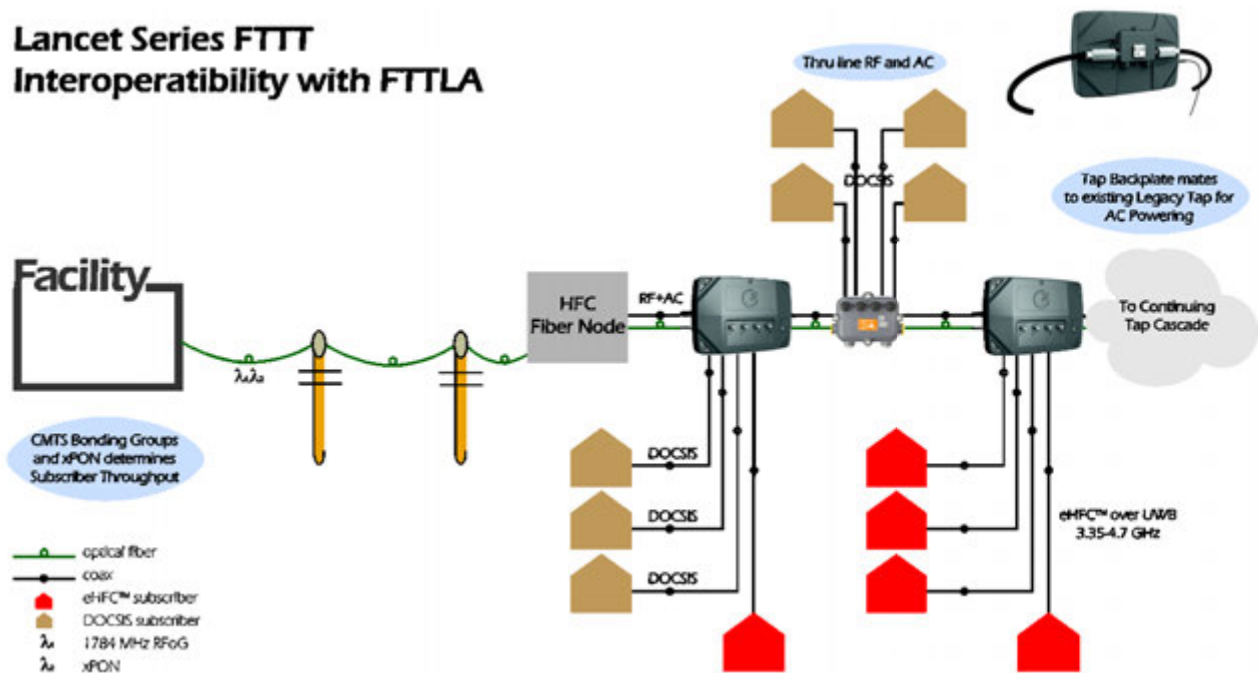 Lancet Series FTTT
Interoperatibility with FTTLA
Thru line RF and AC
DOCSIS
Tap Backplate mates
to existing Legacy Tap for
AC Powering
Facility
HFC
Fiber Node
RF+AC
To Continuing
Tap Cascade
λ₁λ₂
CMTS Bonding Groups
and xPON determines
Subscriber Throughput
DOCSIS
DOCSIS
DOCSIS
eHFC™ over UWB
3.35-4.7 GHz
optical fiber
coax
eHFC™ subscriber
DOCSIS subscriber
λ₁ 1784 MHz RFoG
λ₂ xPON